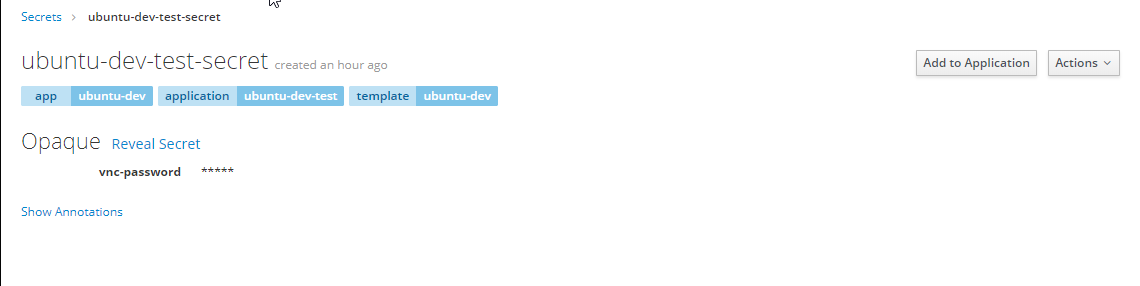 Secrets > ubuntu-dev-test-secret
ubuntu-dev-test-secret created an hour ago
Add to Application Actions
app ubuntu-dev application ubuntu-dev-test template ubuntu-dev
Opaque Reveal Secret
vnc-password *****
Show Annotations